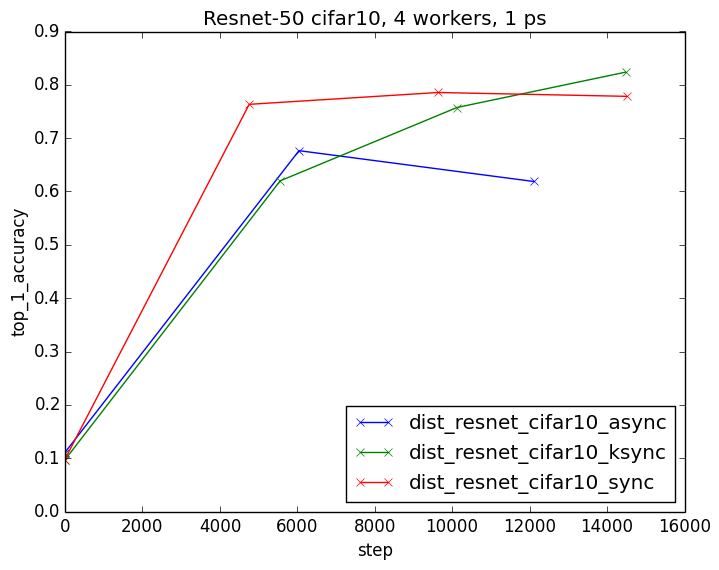 Resnet-50 cifar10, 4 workers, 1 ps
0.9
0.8
0.7
0.6
0.5
0.4
0.3
0.2
0.1
0.0
top_1_accuracy
dist_resnet_cifar10_async
dist_resnet_cifar10_ksync
dist_resnet_cifar10_sync
0 2000 4000 6000 8000 10000 12000 14000 16000
step